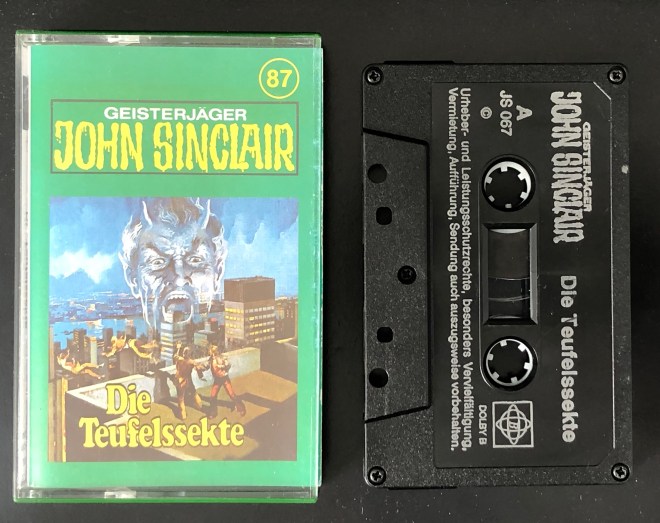 87
GEISTERJÄGER
JOHN SINCLAIR
Die
Teufelssekte
GEISTERJÄGER
JOHN SINCLAIR
Die Teufelssekte
A
JS 067
©
DOLBY B
Urheber- und Leistungsschutzrechte, besonders Vervielfältigung,
Vermietung, Aufführung, Sendung auch auszugsweise vorbehalten.